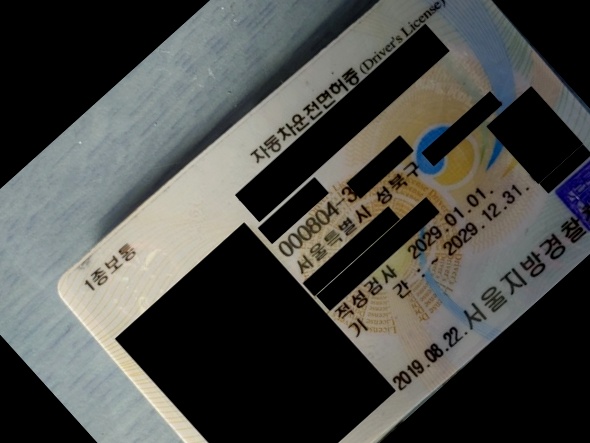 자동차운전면허증 (Driver's License)
1종보통
000804-3
서울특별시 성북구
적성검사 2029.01.01.
기 간 : ~ 2029.12.31.
2019.08.22. 서울지방경찰